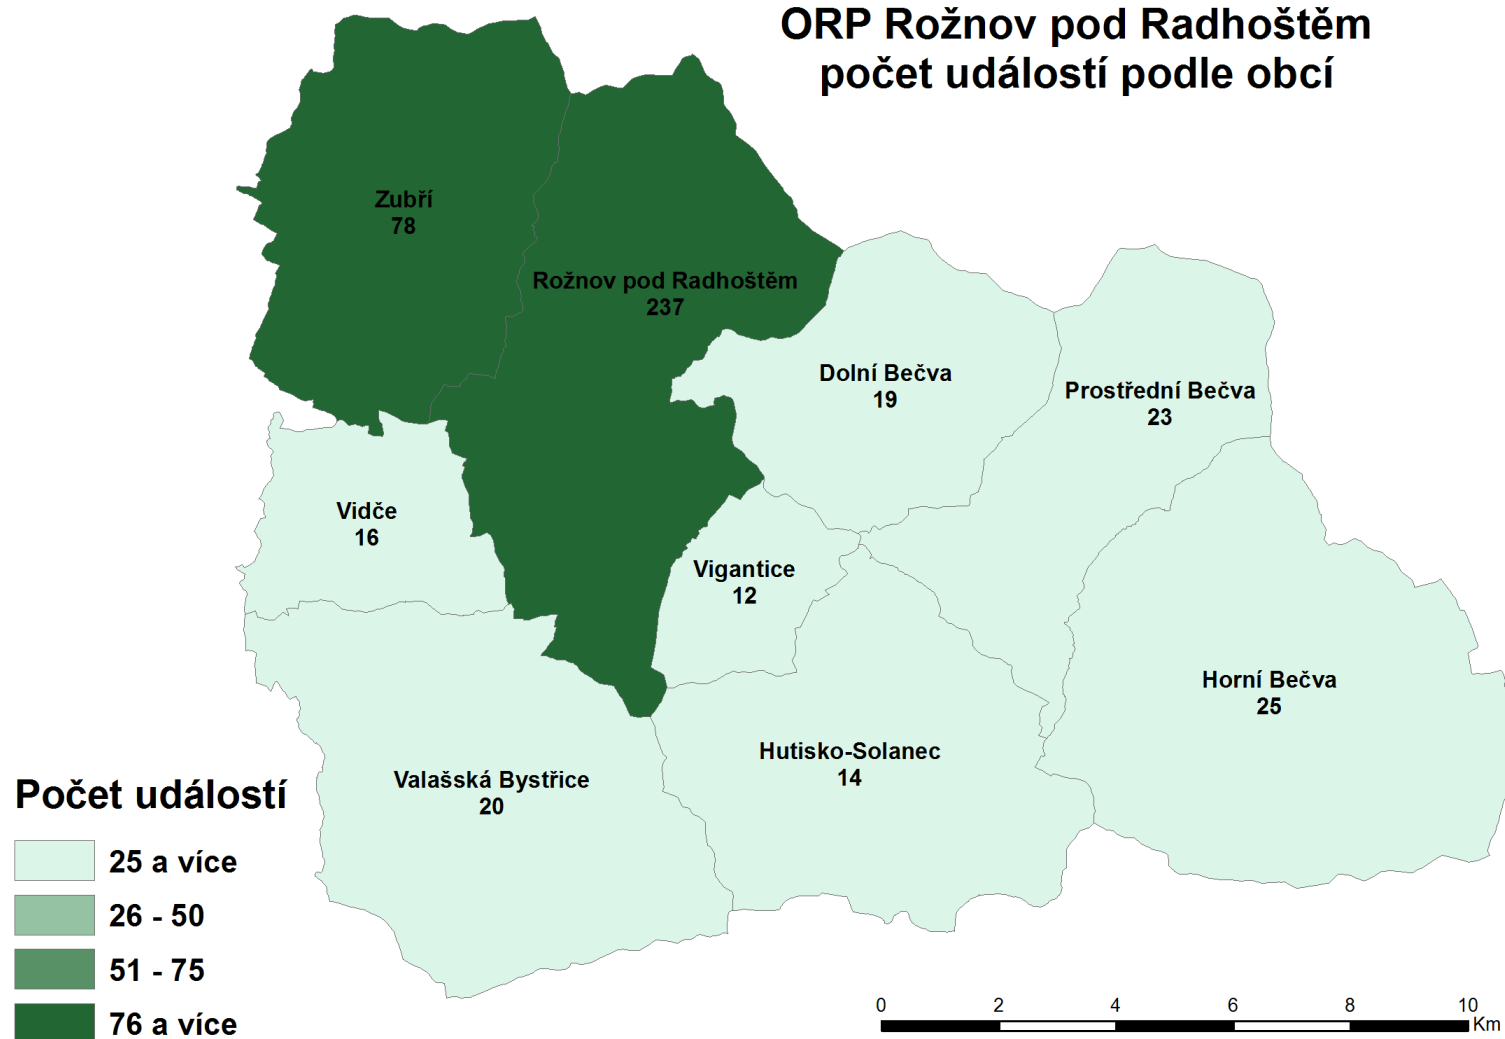 ORP Rožnov pod Radhoštěm
počet událostí podle obcí
Zubří
78
Rožnov pod Radhoštěm
237
Dolní Bečva
19
Prostřední Bečva
23
Vidče
16
Vigantice
12
Horní Bečva
25
Hutisko-Solanec
14
Valašská Bystřice
20
Počet událostí
25 a více
26 - 50
51 - 75
76 a více
0 2 4 6 8 10
Km